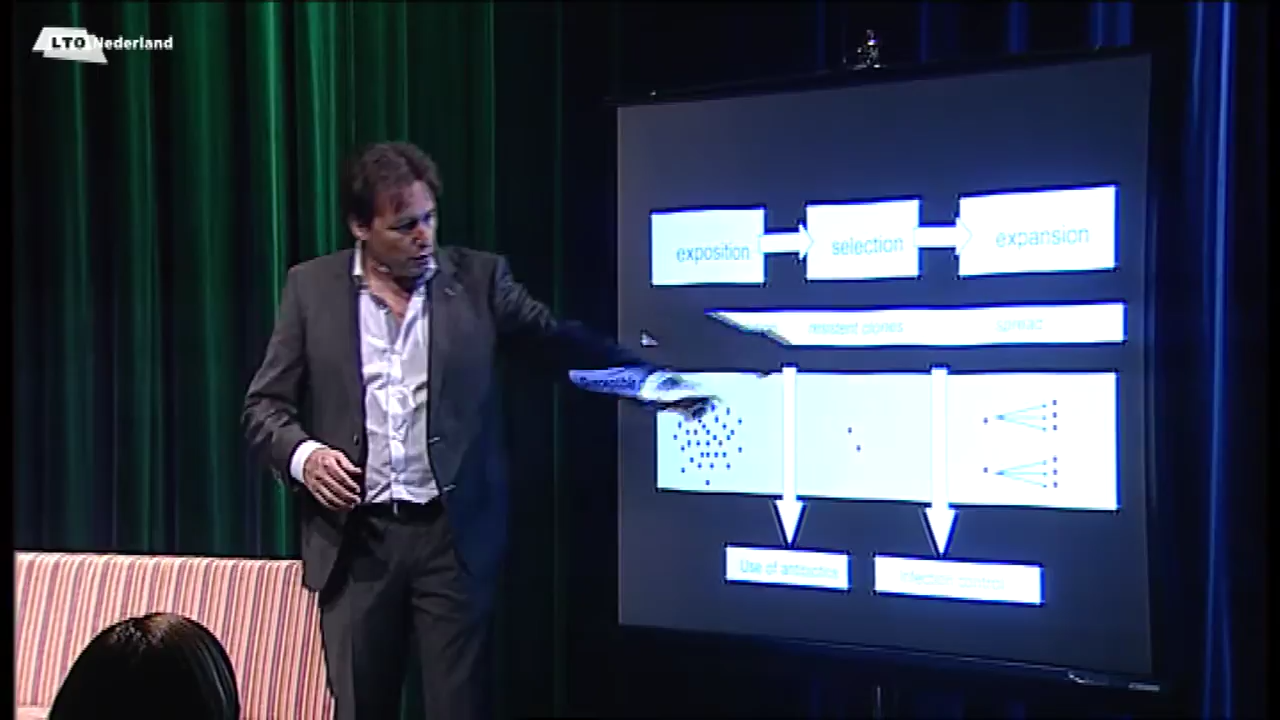 LTO Nederland
exposition
selection
expansion
resistent clones
spread
Use of antibiotics
Infection control